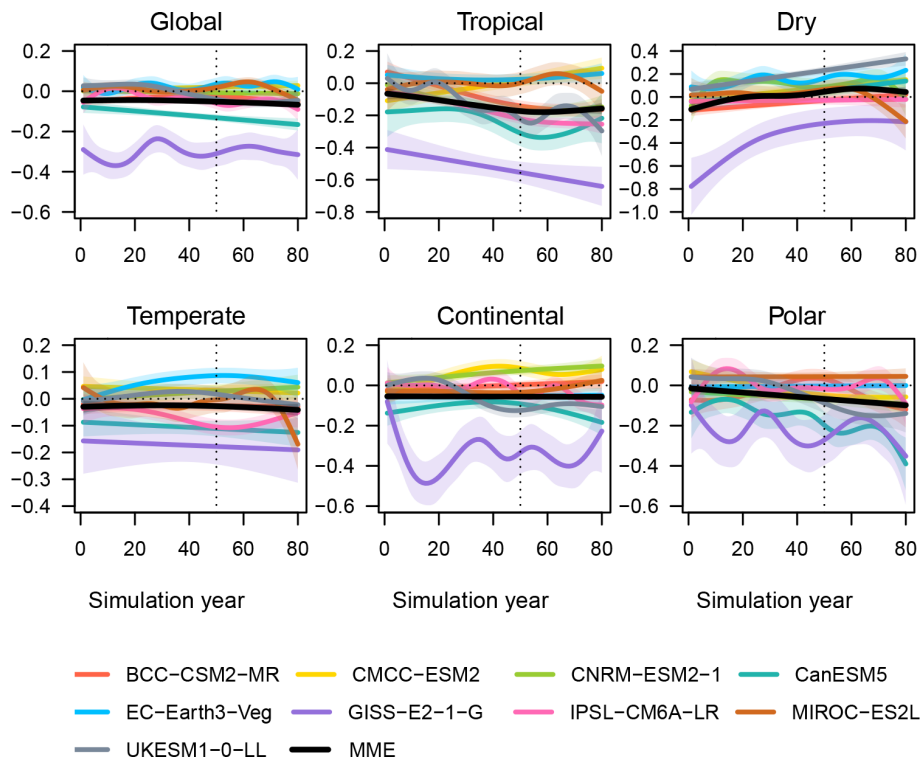 Global Tropical Dry
0.2 0.2 0.4
0.0 0.0 0.2
−0.2 −0.2 0.0
−0.4 −0.4 −0.2
−0.6 −0.6 −0.4
−0.8 −0.6
−0.8
−1.0
0 20 40 60 80 0 20 40 60 80 0 20 40 60 80
Temperate Continental Polar
0.2 0.2 0.2
0.1 0.0 0.0
0.0 −0.2 −0.2
−0.1 −0.4 −0.4
−0.2 −0.6 −0.6
−0.3
−0.4
0 20 40 60 80 0 20 40 60 80 0 20 40 60 80
Simulation year Simulation year Simulation year
BCC−CSM2−MR CMCC−ESM2 CNRM−ESM2−1 CanESM5
EC−Earth3−Veg GISS−E2−1−G IPSL−CM6A−LR MIROC−ES2L
UKESM1−0−LL MME